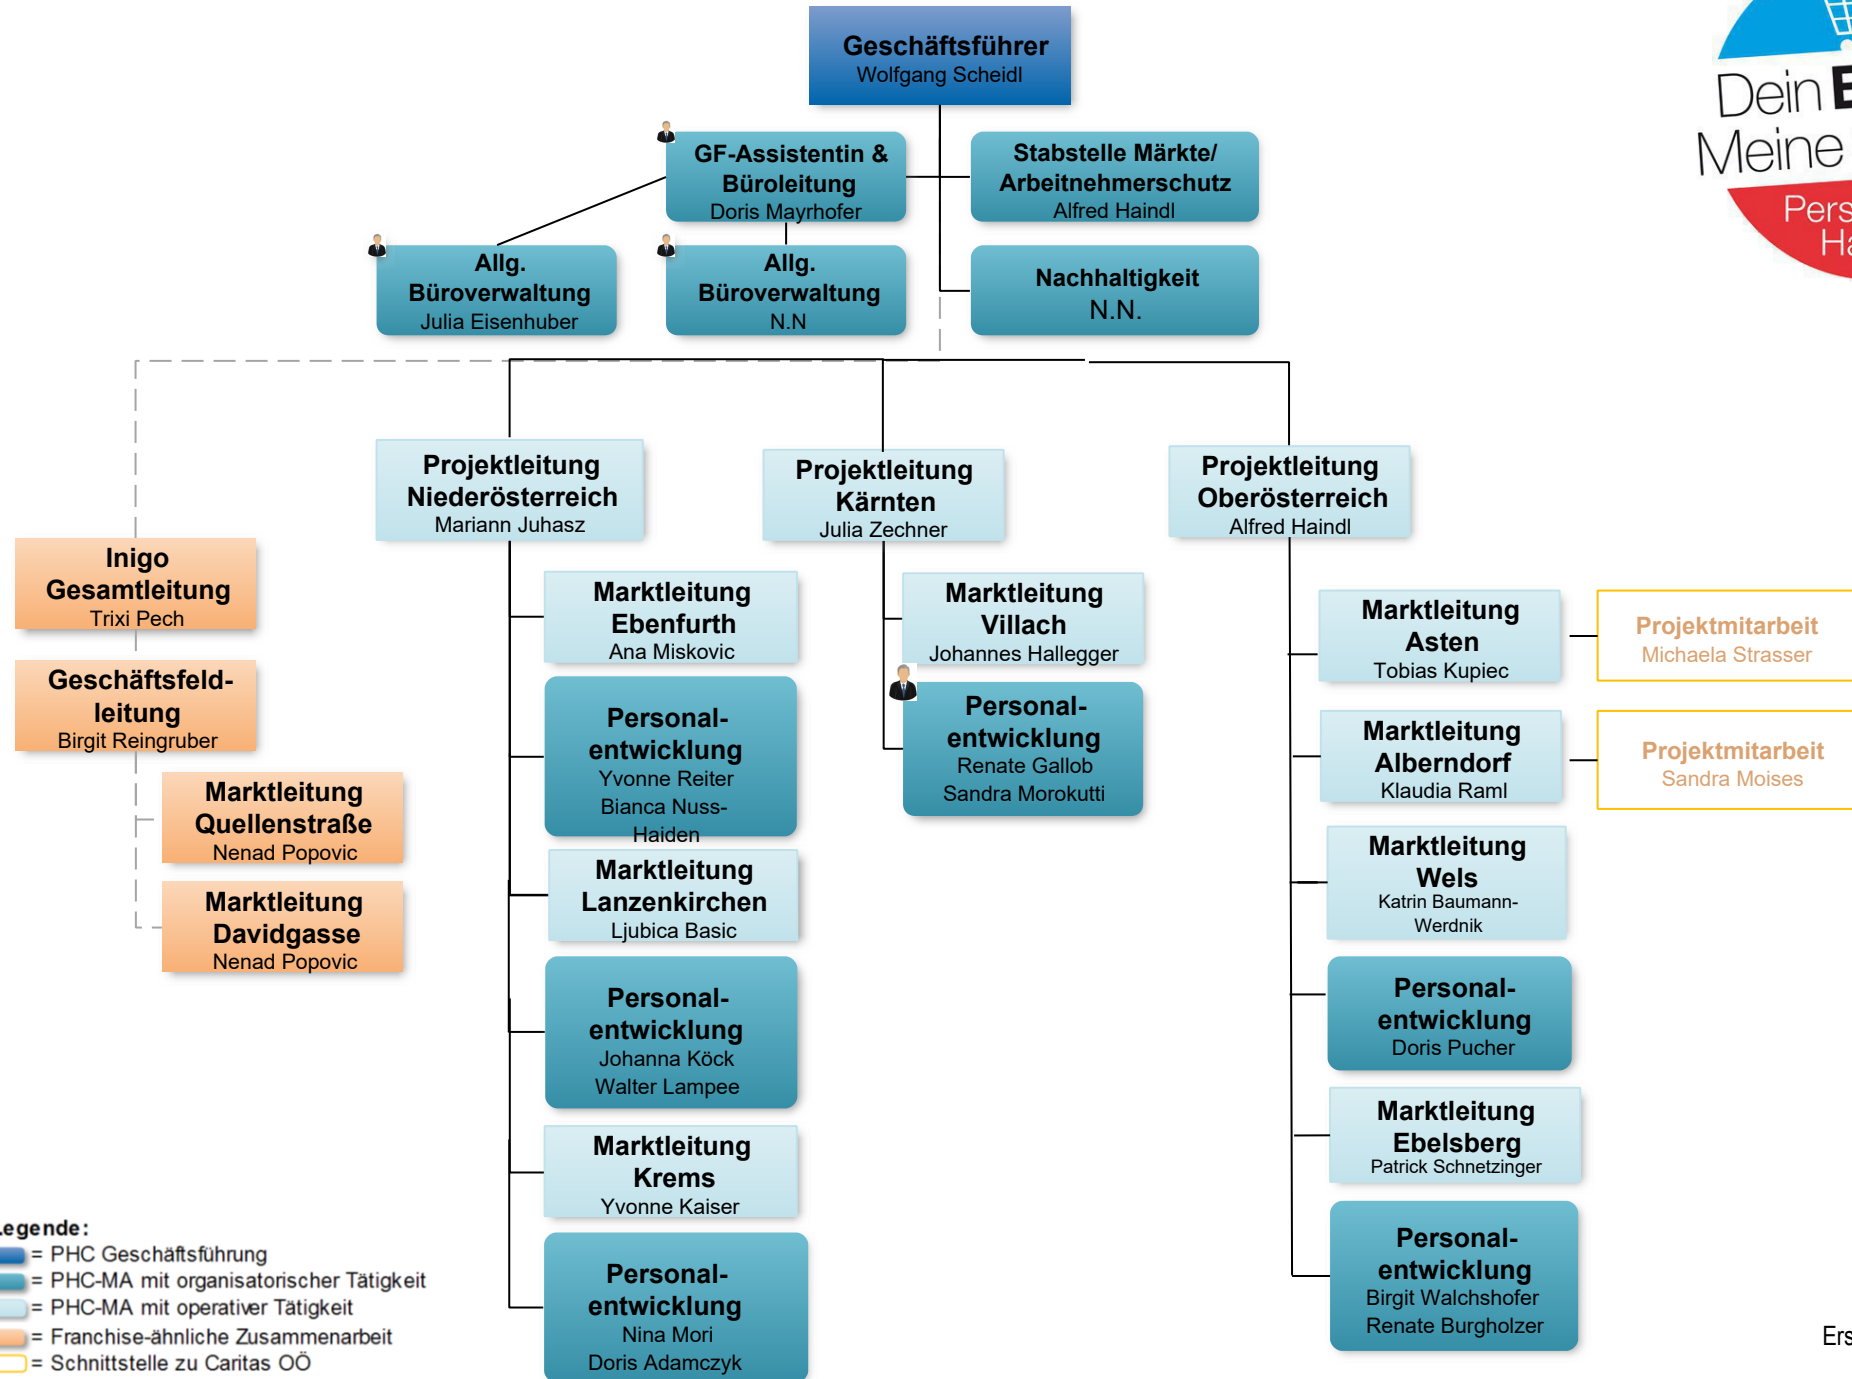 Geschäftsführer
Wolfgang Scheidl
Dein
Meine
GF-Assistentin &
Büroleitung
Doris Mayrhofer
Stabstelle Märkte/
Arbeitnehmerschutz
Alfred Haindl
Allg.
Büroverwaltung
Julia Eisenhuber
Allg.
Büroverwaltung
N.N
Nachhaltigkeit
N.N.
Projektleitung
Niederösterreich
Mariann Juhasz
Projektleitung
Kärnten
Julia Zechner
Projektleitung
Oberösterreich
Alfred Haindl
Inigo
Gesamtleitung
Trixi Pech
Geschäftsfeld-
leitung
Birgit Reingruber
Marktleitung
Quellenstraße
Nenad Popovic
Marktleitung
Davidgasse
Nenad Popovic
Marktleitung
Ebenfurth
Ana Miskovic
Personal-
entwicklung
Yvonne Reiter
Bianca Nuss-
Haiden
Marktleitung
Lanzenkirchen
Ljubica Basic
Personal-
entwicklung
Johanna Köck
Walter Lampee
Marktleitung
Krems
Yvonne Kaiser
Personal-
entwicklung
Nina Mori
Doris Adamczyk
Marktleitung
Villach
Johannes Hallegger
Personal-
entwicklung
Renate Gallob
Sandra Morokutti
Marktleitung
Asten
Tobias Kupiec
Projektmitarbeit
Michaela Strasser
Marktleitung
Alberndorf
Klaudia Raml
Projektmitarbeit
Sandra Moises
Marktleitung
Wels
Katrin Baumann-
Werdnik
Personal-
entwicklung
Doris Pucher
Marktleitung
Ebelsberg
Patrick Schnetzinger
Personal-
entwicklung
Birgit Walchshofer
Renate Burgholzer
Legende:
= PHC Geschäftsführung
= PHC-MA mit organisatorischer Tätigkeit
= PHC-MA mit operativer Tätigkeit
= Franchise-ähnliche Zusammenarbeit
= Schnittstelle zu Caritas OÖ